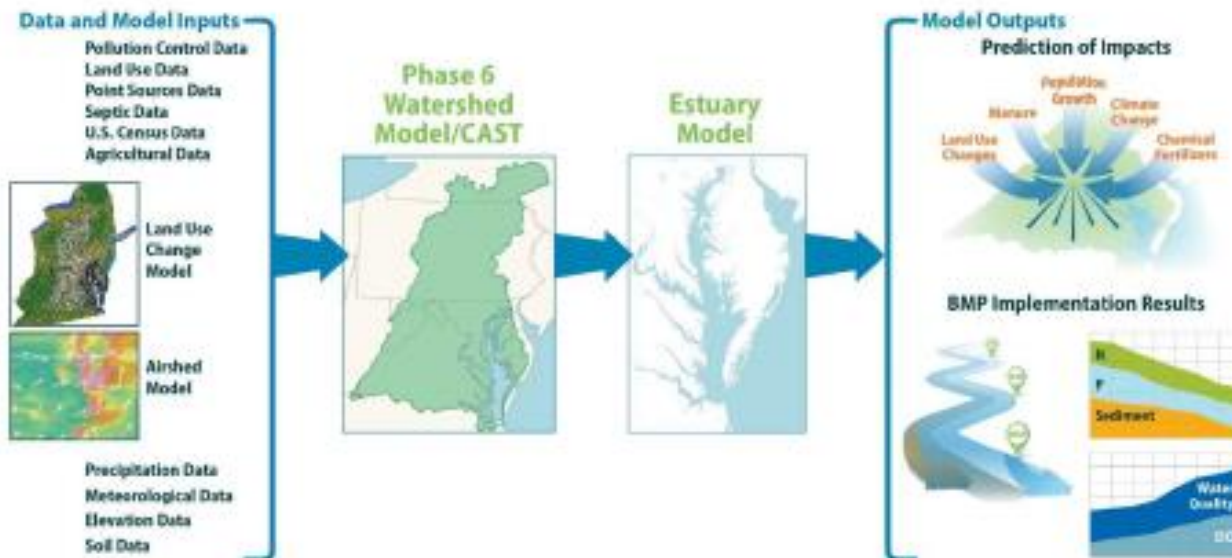 Data and Model Inputs
Pollution Control Data
Land Use Data
Point Sources Data
Septic Data
U.S. Census Data
Agricultural Data
Land Use
Change
Model
Airshed
Model
Precipitation Data
Meteorological Data
Elevation Data
Soil Data
Phase 6
Watershed
Model/CAST
Estuary
Model
Model Outputs
Prediction of Impacts
Land Use
Changes
Manure
Population
Growth
Climate
Change
Chemical
Fertilizers
BMP Implementation Results
N
P
Sediment
Water
Quality